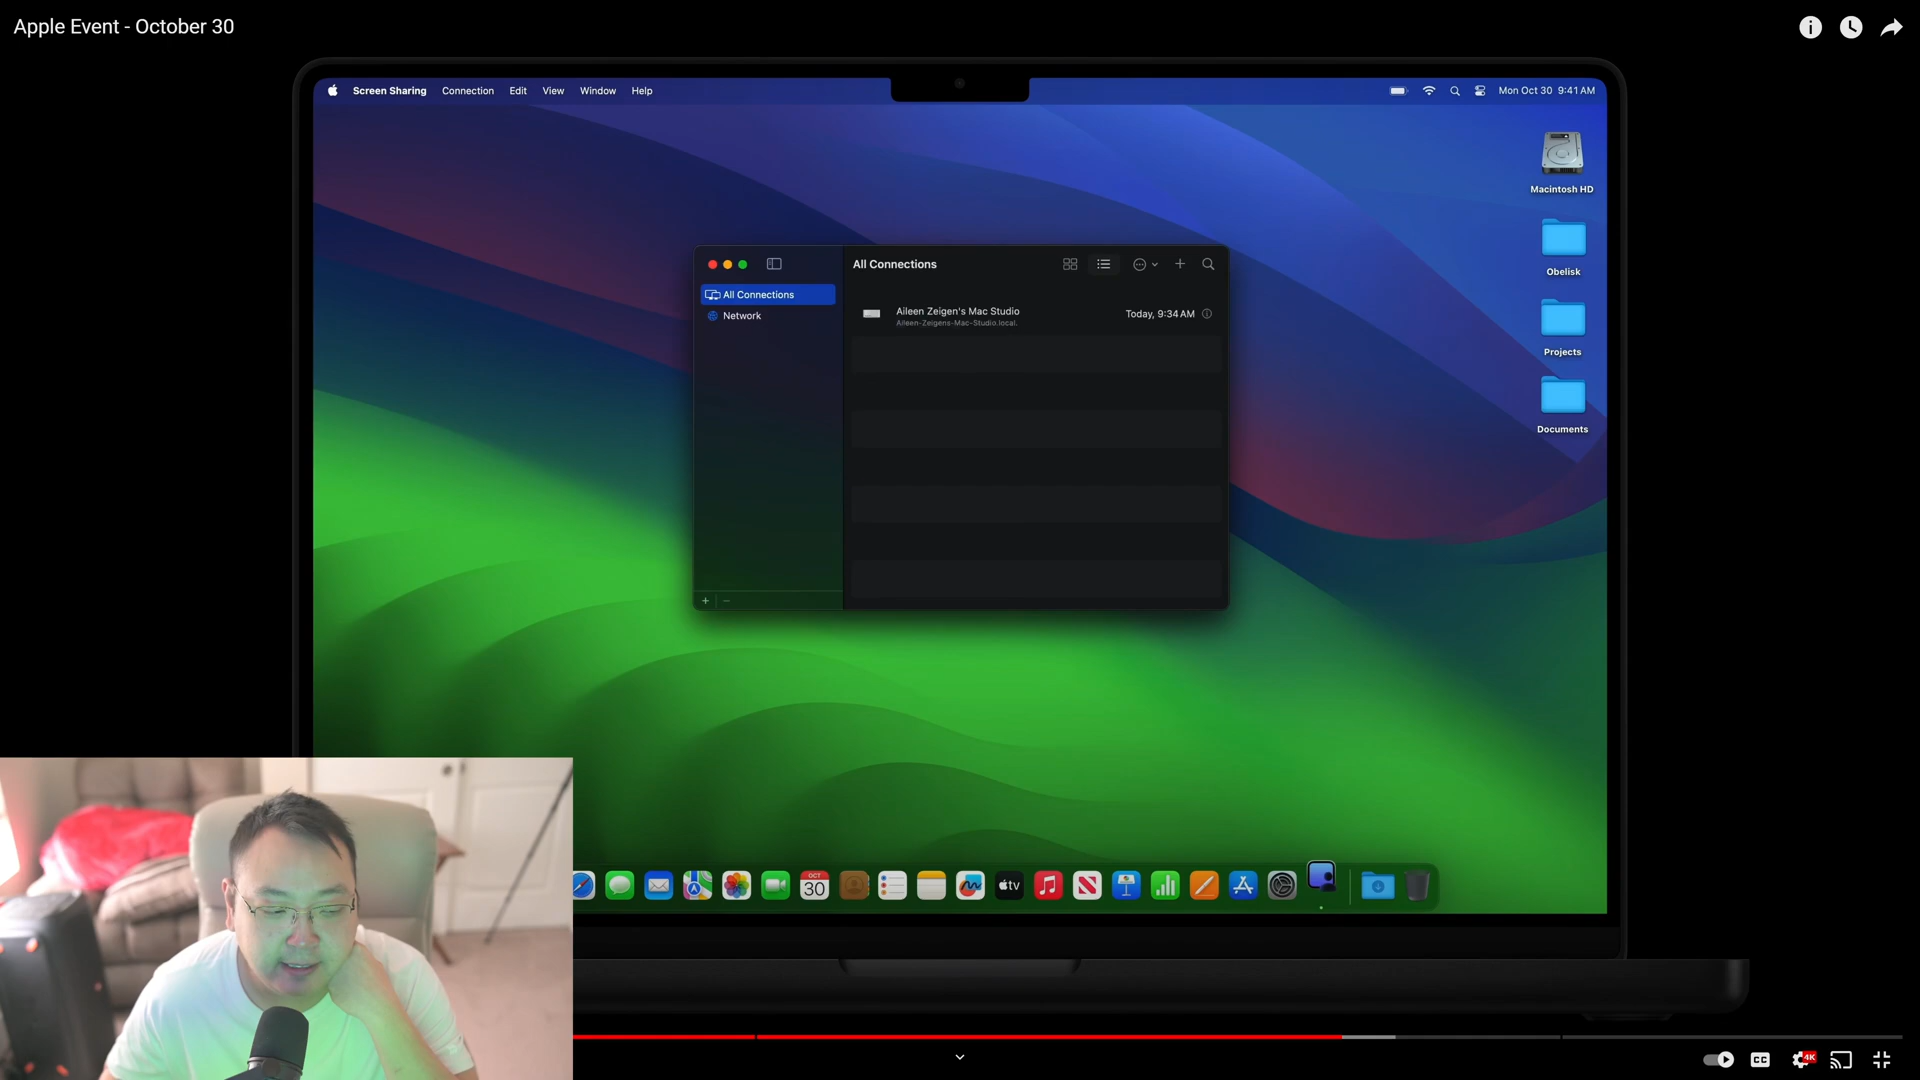 Apple Event - October 30
Screen Sharing Connection Edit View Window Help
Mon Oct 30 9:41 AM
Macintosh HD
Obelisk
Projects
Documents
All Connections
Network
All Connections
Aileen Zeigen's Mac Studio
Aileen-Zeigens-Mac-Studio.local.
Today, 9:34 AM
OCT
30
tv
CC
4K